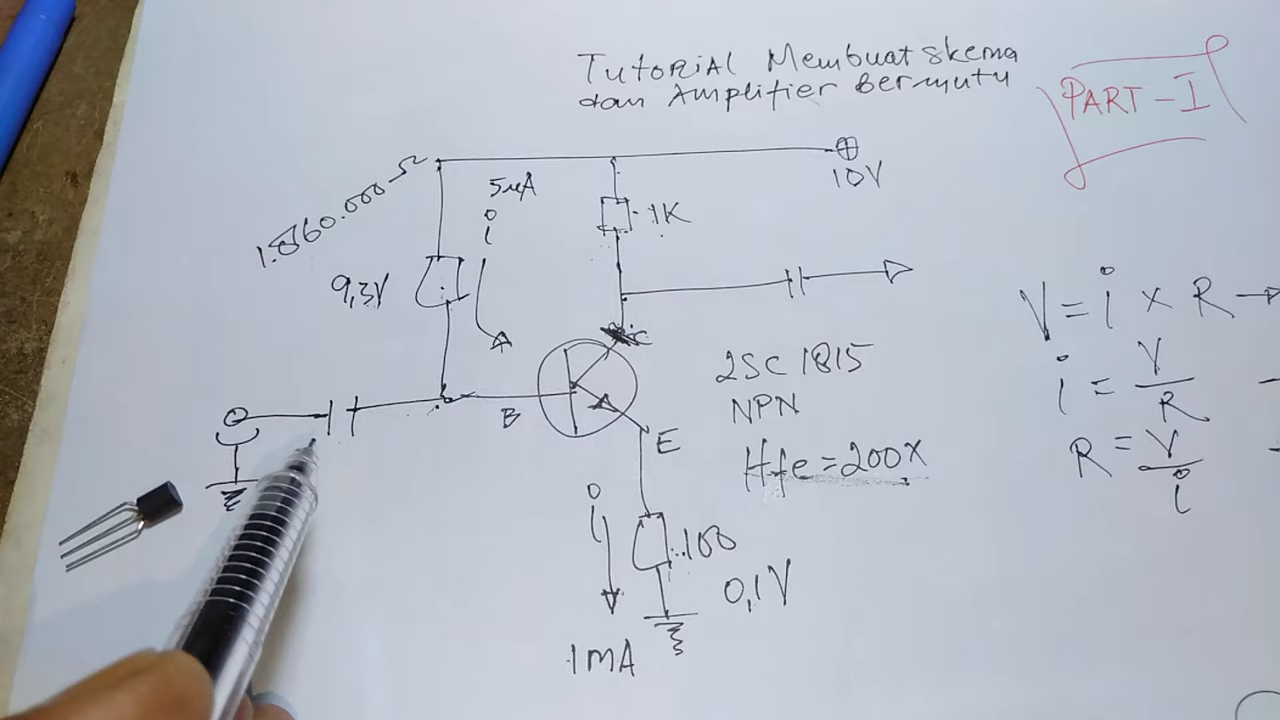 TUTORIAL Membuat skema
dan Amplifier Bermutu
PART-I
10V
1.860.000 Ω
5uA
i
1K
9,3V
C
2SC 1815
NPN
Hfe=200x
B
E
i
100
0,1V
1MA
V = i x R →
i = V/R
R = V/i